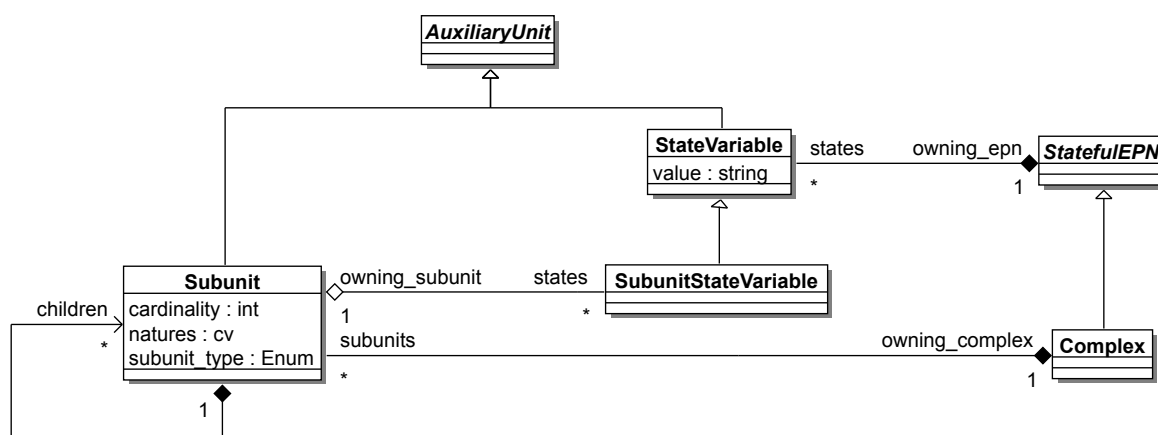 AuxiliaryUnit
StateVariable
value : string
states
owning_epn
*
1
StatefulEPN
Subunit
cardinality : int
natures : cv
subunit_type : Enum
children
*
1
owning_subunit
states
1
*
SubunitStateVariable
subunits
owning_complex
*
1
Complex